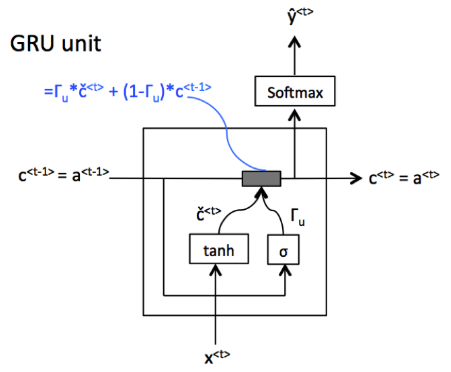 ŷ<t>
GRU unit
=Γu*č<t> + (1-Γu)*c<t-1>
Softmax
c<t-1> = a<t-1>
c<t> = a<t>
č<t>
Γu
tanh
σ
x<t>